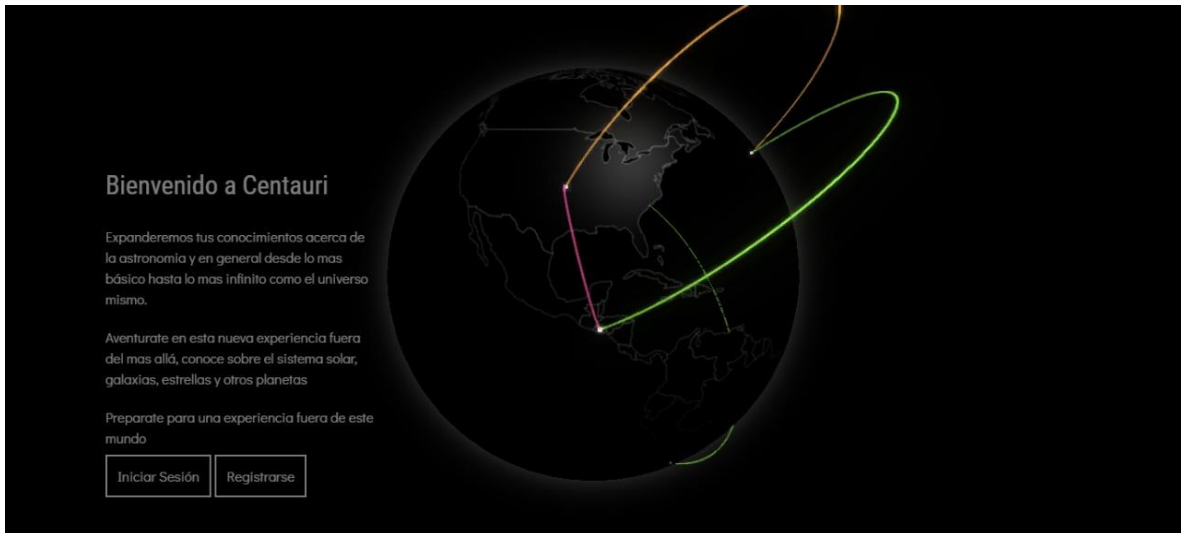 Bienvenido a Centauri
Expanderemos tus conocimientos acerca de
la astronomia y en general desde lo mas
básico hasta lo mas infinito como el universo
mismo.
Aventurate en esta nueva experiencia fuera
del mas allá, conoce sobre el sistema solar,
galaxias, estrellas y otros planetas
Preparate para una experiencia fuera de este
mundo
Iniciar Sesión Registrarse